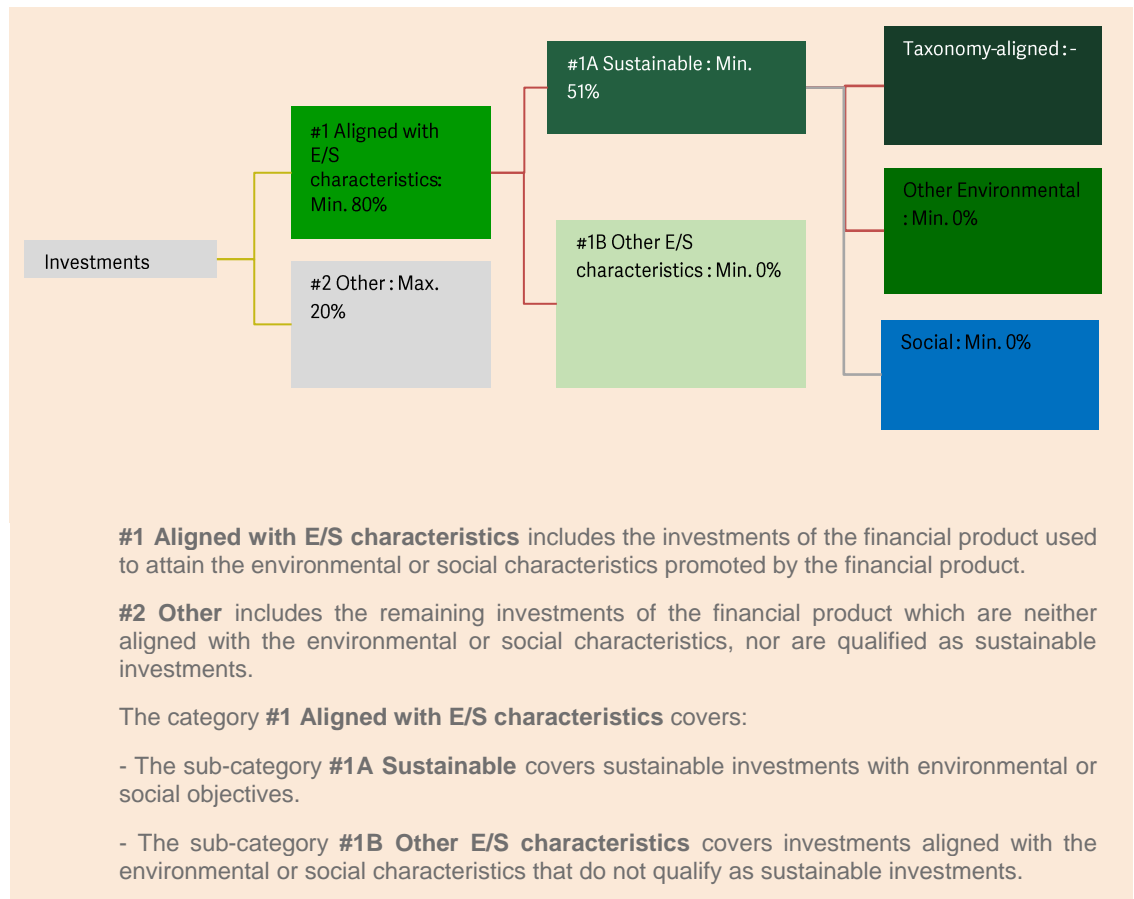 Investments
#1 Aligned with
E/S
characteristics:
Min. 80%
#2 Other : Max.
20%
#1A Sustainable : Min.
51%
#1B Other E/S
characteristics : Min. 0%
Taxonomy-aligned : -
Other Environmental
: Min. 0%
Social : Min. 0%
#1 Aligned with E/S characteristics includes the investments of the financial product used
to attain the environmental or social characteristics promoted by the financial product.
#2 Other includes the remaining investments of the financial product which are neither
aligned with the environmental or social characteristics, nor are qualified as sustainable
investments.
The category #1 Aligned with E/S characteristics covers:
- The sub-category #1A Sustainable covers sustainable investments with environmental or
social objectives.
- The sub-category #1B Other E/S characteristics covers investments aligned with the
environmental or social characteristics that do not qualify as sustainable investments.